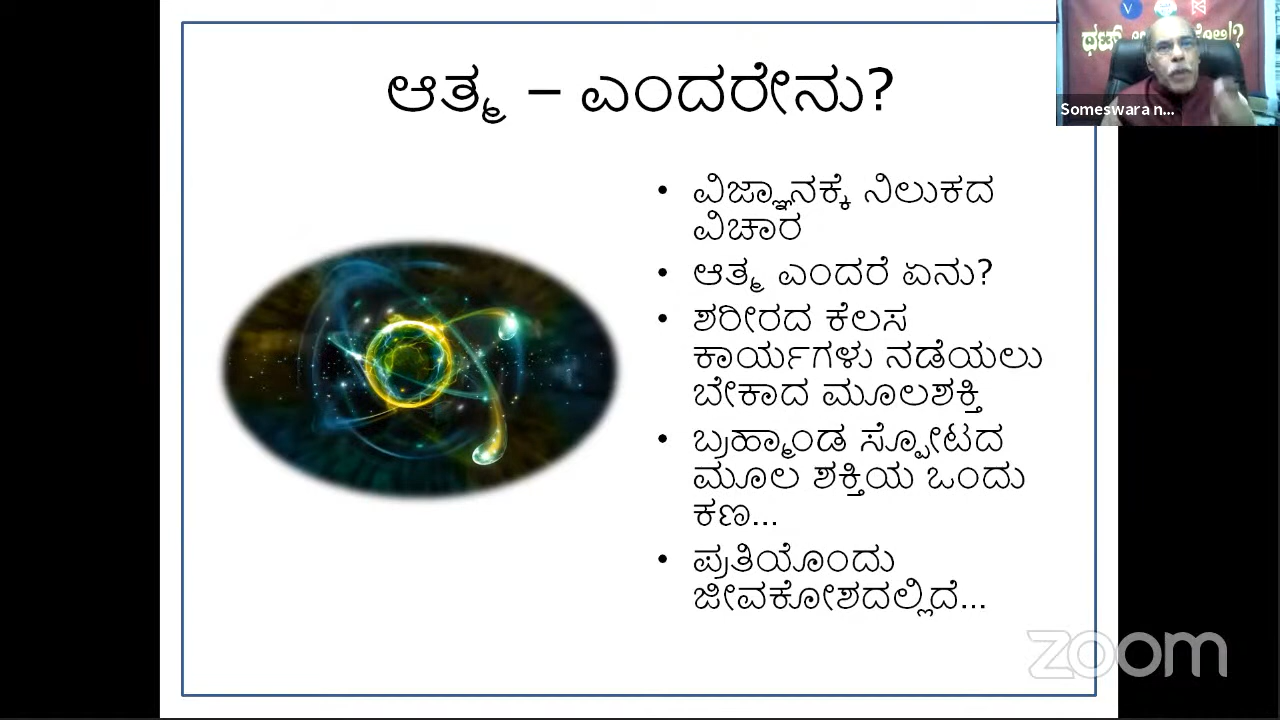 ಆತ್ಮ – ಎಂದರೇನು?
• ವಿಜ್ಞಾನಕ್ಕೆ ನಿಲುಕದ
ವಿಚಾರ
• ಆತ್ಮ ಎಂದರೆ ಏನು?
• ಶರೀರದ ಕೆಲಸ
ಕಾರ್ಯಗಳು ನಡೆಯಲು
ಬೇಕಾದ ಮೂಲಶಕ್ತಿ
• ಬ್ರಹ್ಮಾಂಡ ಸ್ಪೋಟದ
ಮೂಲ ಶಕ್ತಿಯ ಒಂದು
ಕಣ...
• ಪ್ರತಿಯೊಂದು
ಜೀವಕೋಶದಲ್ಲಿದೆ...
V
Someswara n...
zoom